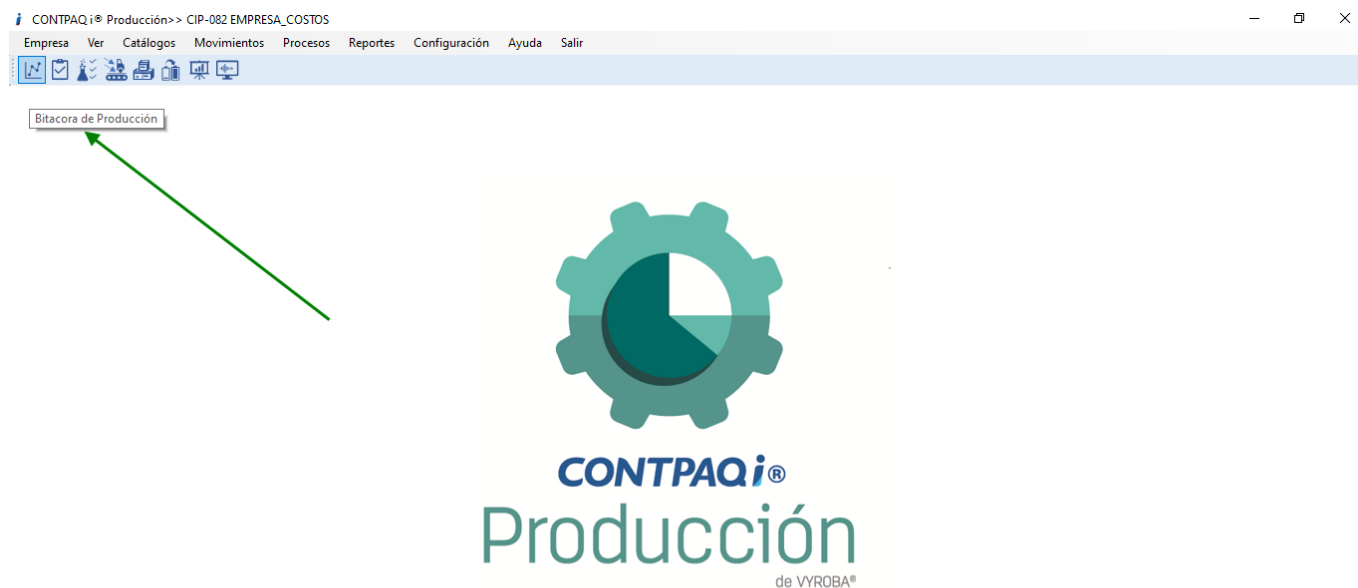 CONTPAQ i® Producción>> CIP-082 EMPRESA_COSTOS
Empresa Ver Catálogos Movimientos Procesos Reportes Configuración Ayuda Salir
Bitacora de Producción
CONTPAQi®
Producción
de VYROBA®